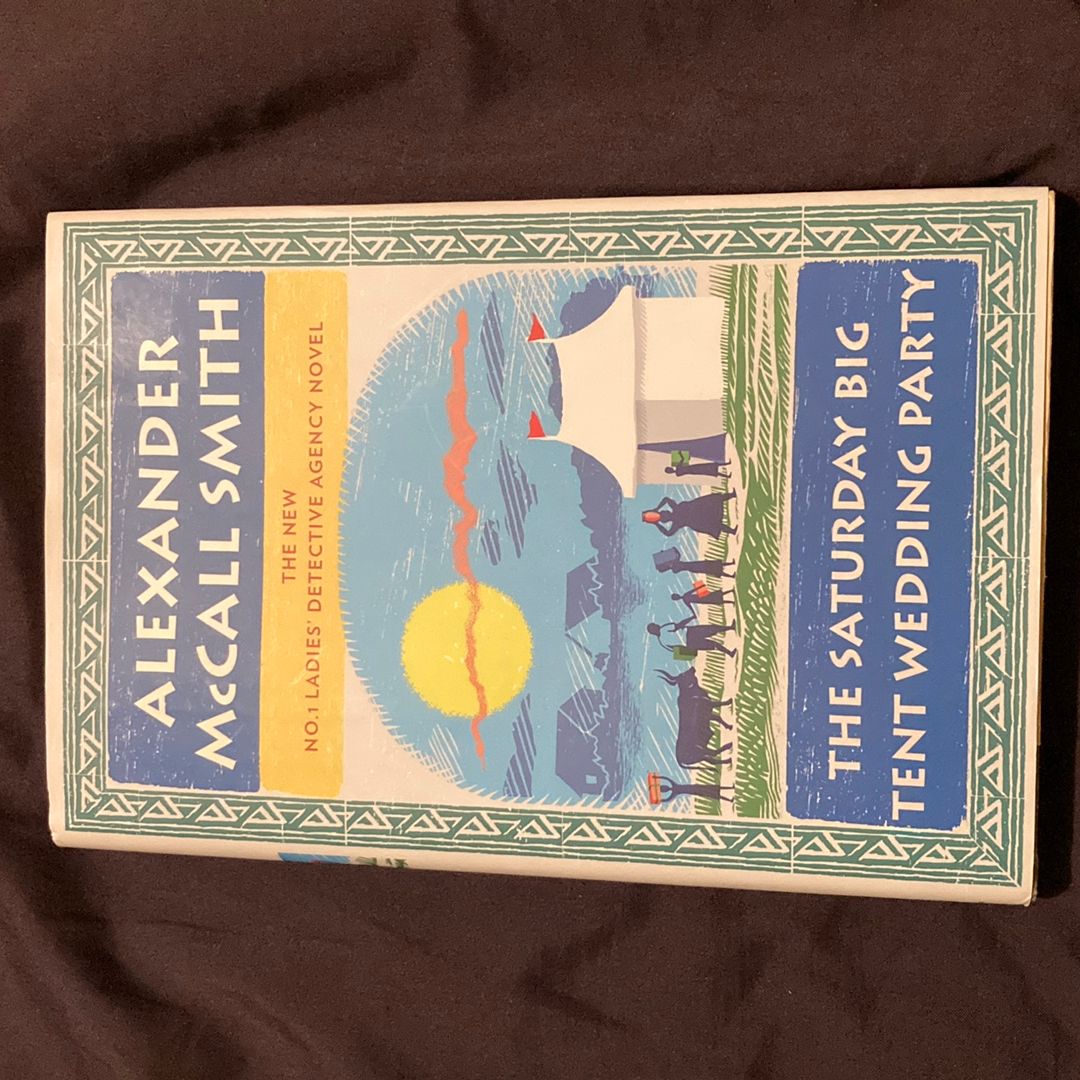 ALEXANDER
McCALL SMITH
THE NEW
NO.1 LADIES' DETECTIVE AGENCY NOVEL
THE SATURDAY BIG
TENT WEDDING PARTY